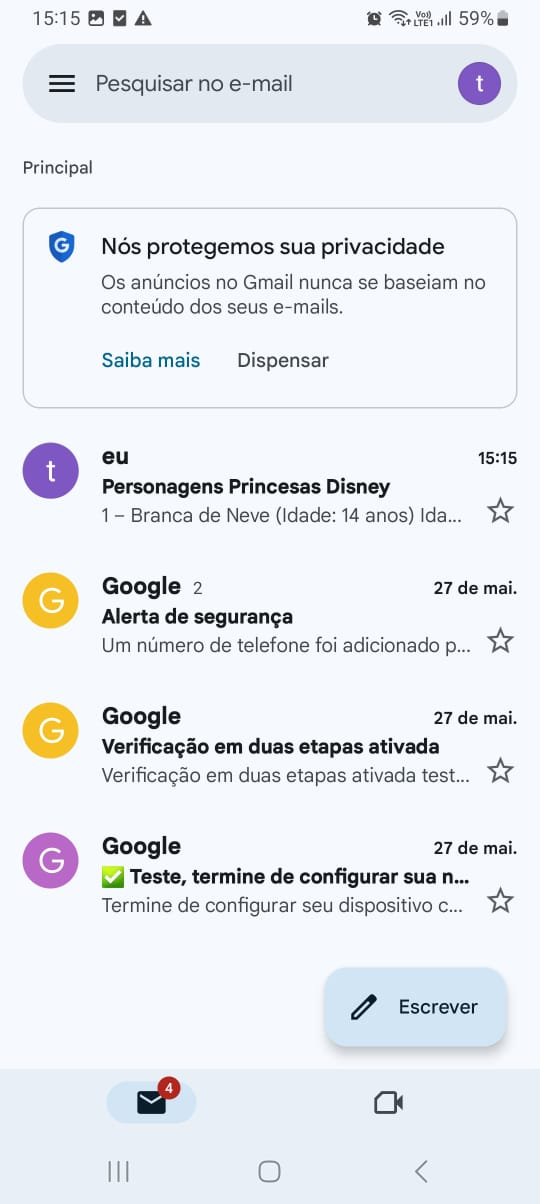 15:15
Vo)) LTE1 59%
Pesquisar no e-mail
t
Principal
G
Nós protegemos sua privacidade
Os anúncios no Gmail nunca se baseiam no
conteúdo dos seus e-mails.
Saiba mais Dispensar
t
eu 15:15
Personagens Princesas Disney
1 – Branca de Neve (Idade: 14 anos) Ida...
G
Google 2 27 de mai.
Alerta de segurança
Um número de telefone foi adicionado p...
G
Google 27 de mai.
Verificação em duas etapas ativada
Verificação em duas etapas ativada test...
G
Google 27 de mai.
✅ Teste, termine de configurar sua n...
Termine de configurar seu dispositivo c...
Escrever
4